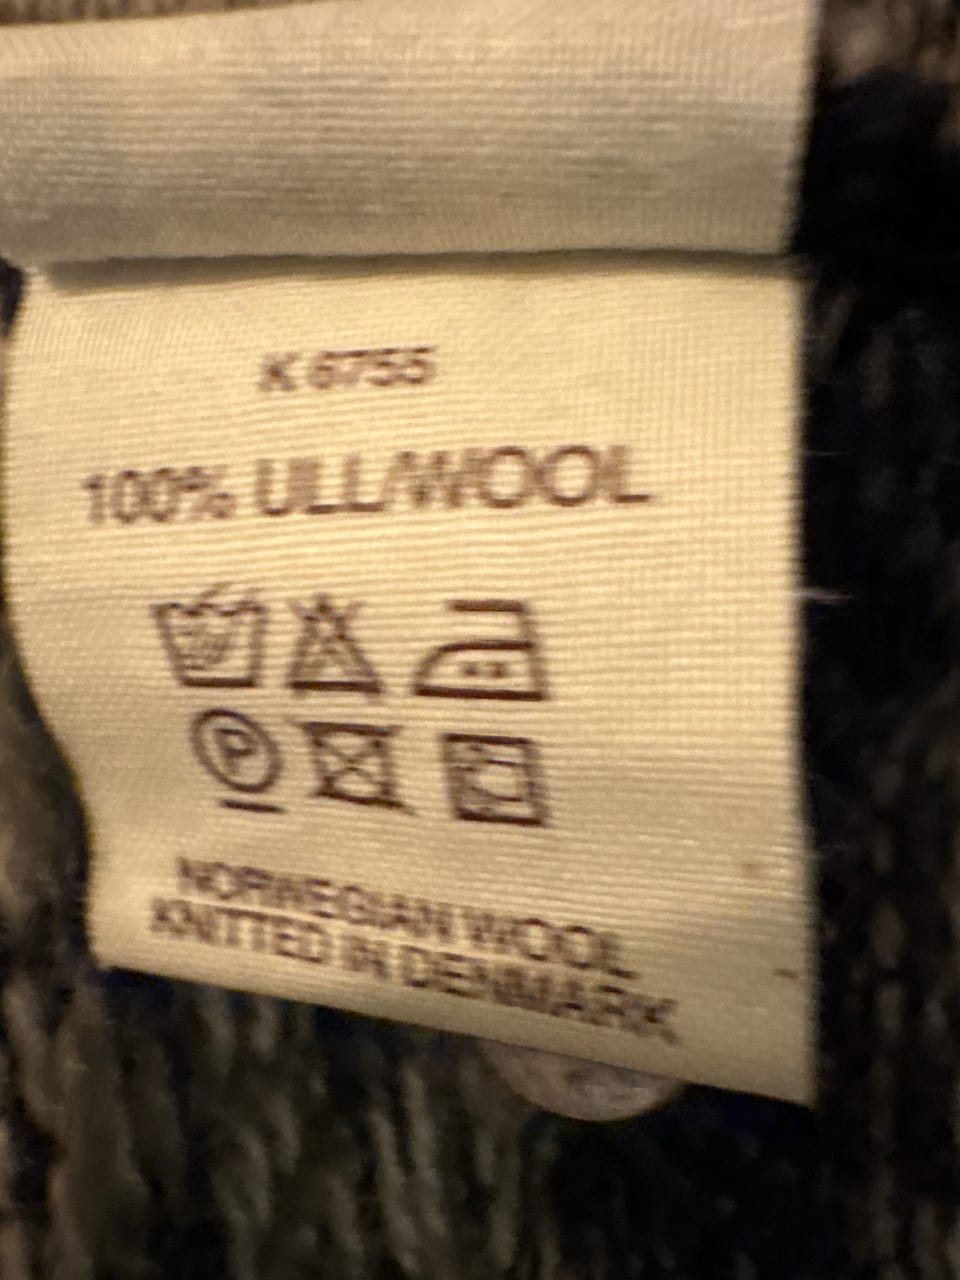 K 6755
100% ULL/WOOL
P
NORWEGIAN WOOL
KNITTED IN DENMARK